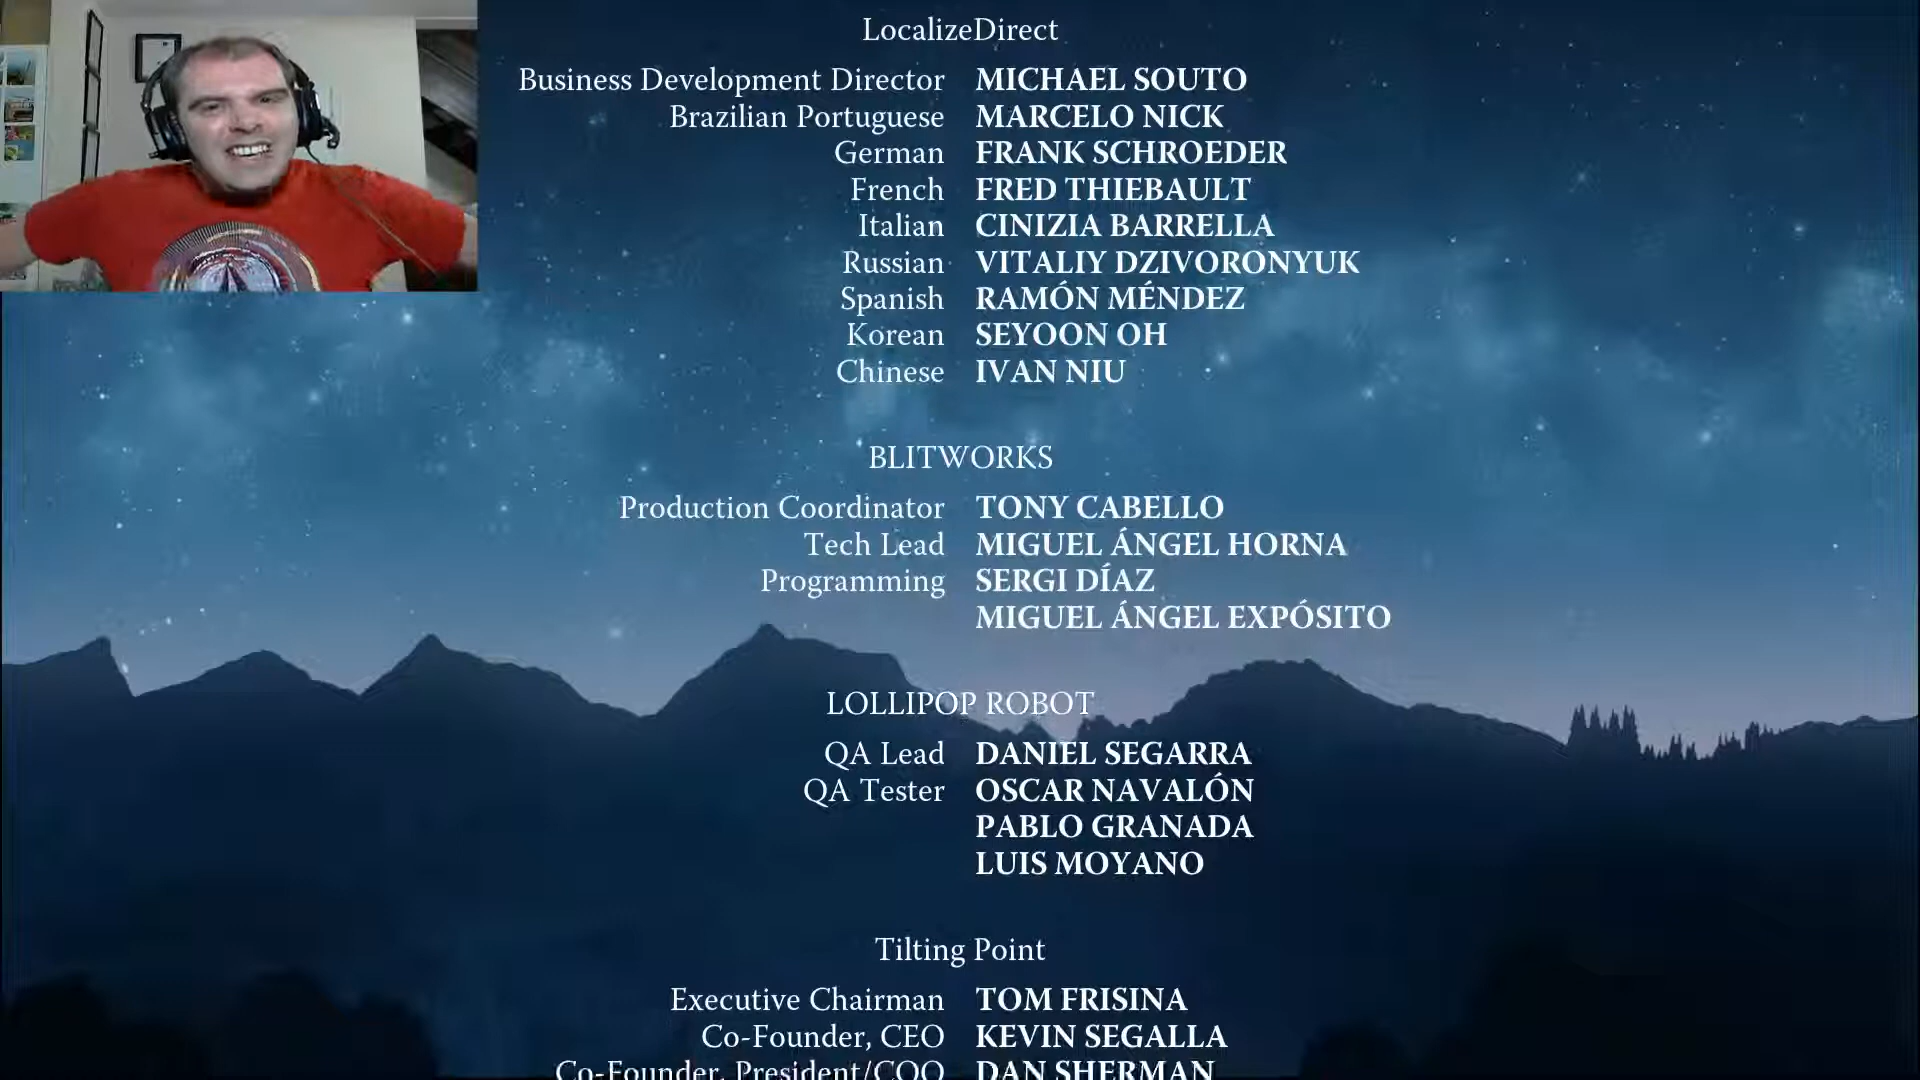 LocalizeDirect
Business Development Director MICHAEL SOUTO
Brazilian Portuguese MARCELO NICK
German FRANK SCHROEDER
French FRED THIEBAULT
Italian CINIZIA BARRELLA
Russian VITALIY DZIVORONYUK
Spanish RAMÓN MÉNDEZ
Korean SEYOON OH
Chinese IVAN NIU
BLITWORKS
Production Coordinator TONY CABELLO
Tech Lead MIGUEL ÁNGEL HORNA
Programming SERGI DÍAZ
MIGUEL ÁNGEL EXPÓSITO
LOLLIPOP ROBOT
QA Lead DANIEL SEGARRA
QA Tester OSCAR NAVALÓN
PABLO GRANADA
LUIS MOYANO
Tilting Point
Executive Chairman TOM FRISINA
Co-Founder, CEO KEVIN SEGALLA
Co-Founder, President/COO DAN SHERMAN